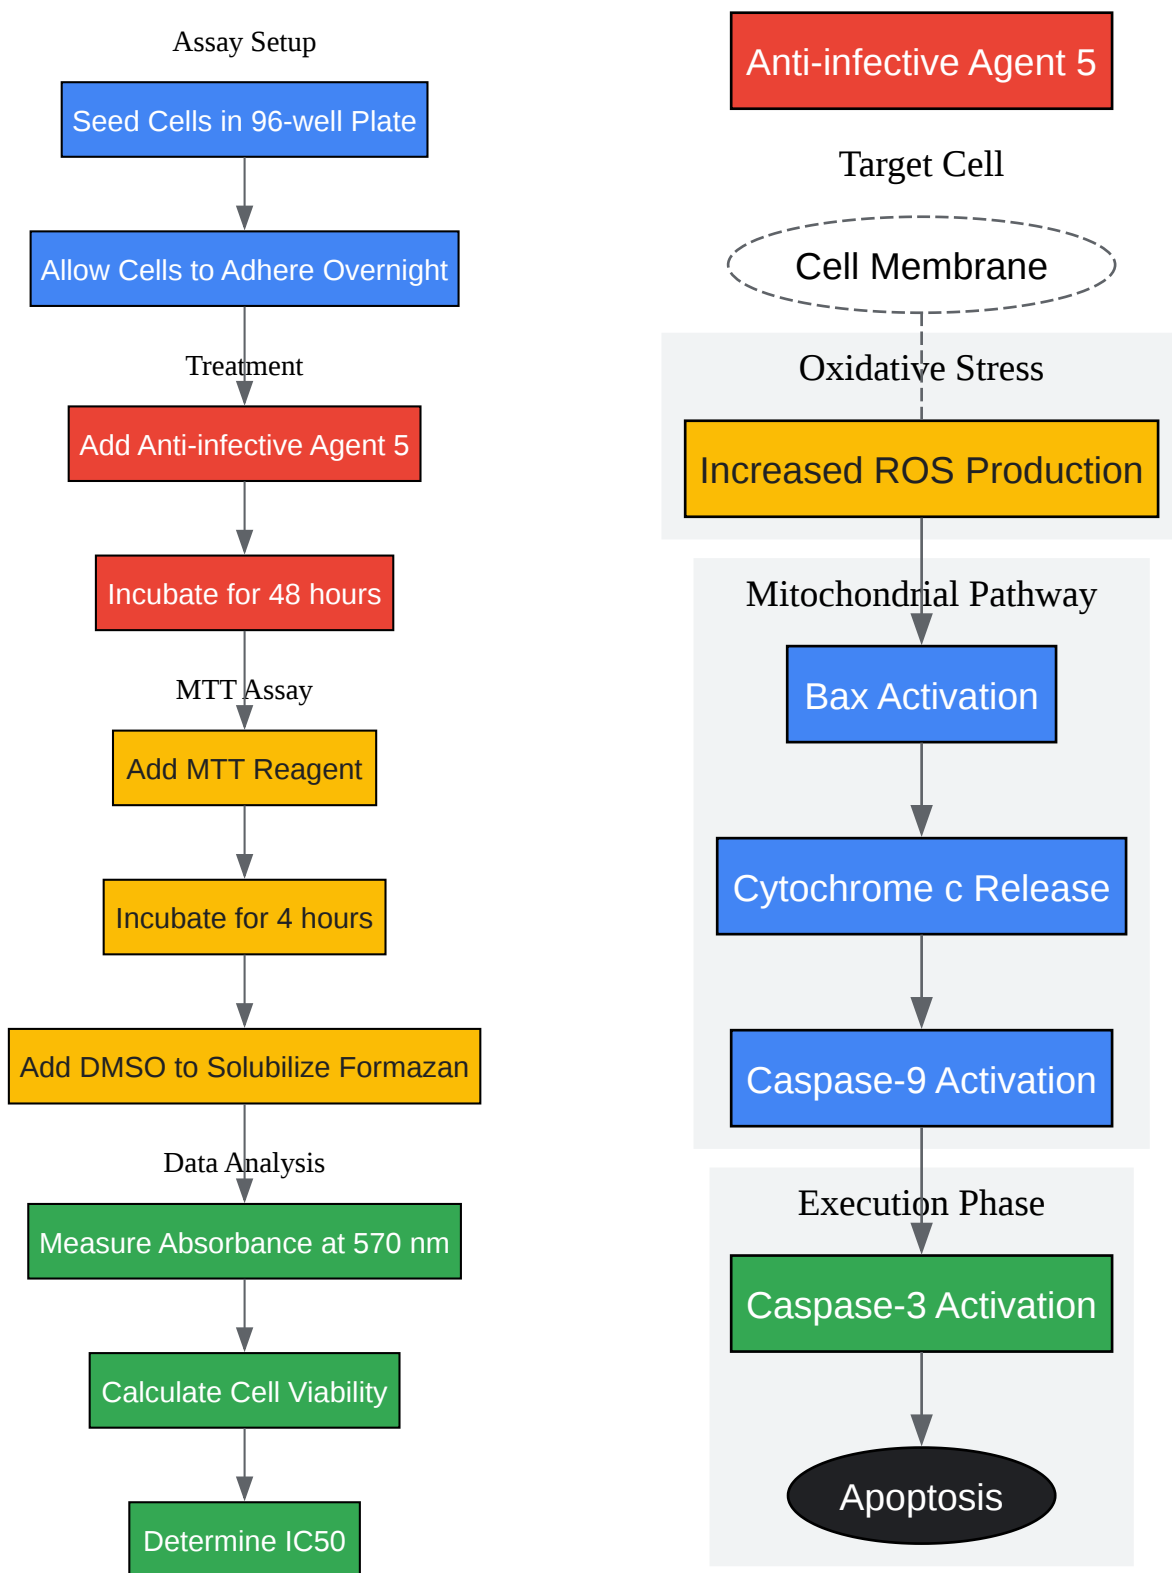 Assay Setup
Seed Cells in 96-well Plate
Allow Cells to Adhere Overnight
Treatment
Add Anti-infective Agent 5
Incubate for 48 hours
MTT Assay
Add MTT Reagent
Incubate for 4 hours
Add DMSO to Solubilize Formazan
Data Analysis
Measure Absorbance at 570 nm
Calculate Cell Viability
Determine IC50
Anti-infective Agent 5
Target Cell
Cell Membrane
Oxidative Stress
Increased ROS Production
Mitochondrial Pathway
Bax Activation
Cytochrome c Release
Caspase-9 Activation
Execution Phase
Caspase-3 Activation
Apoptosis